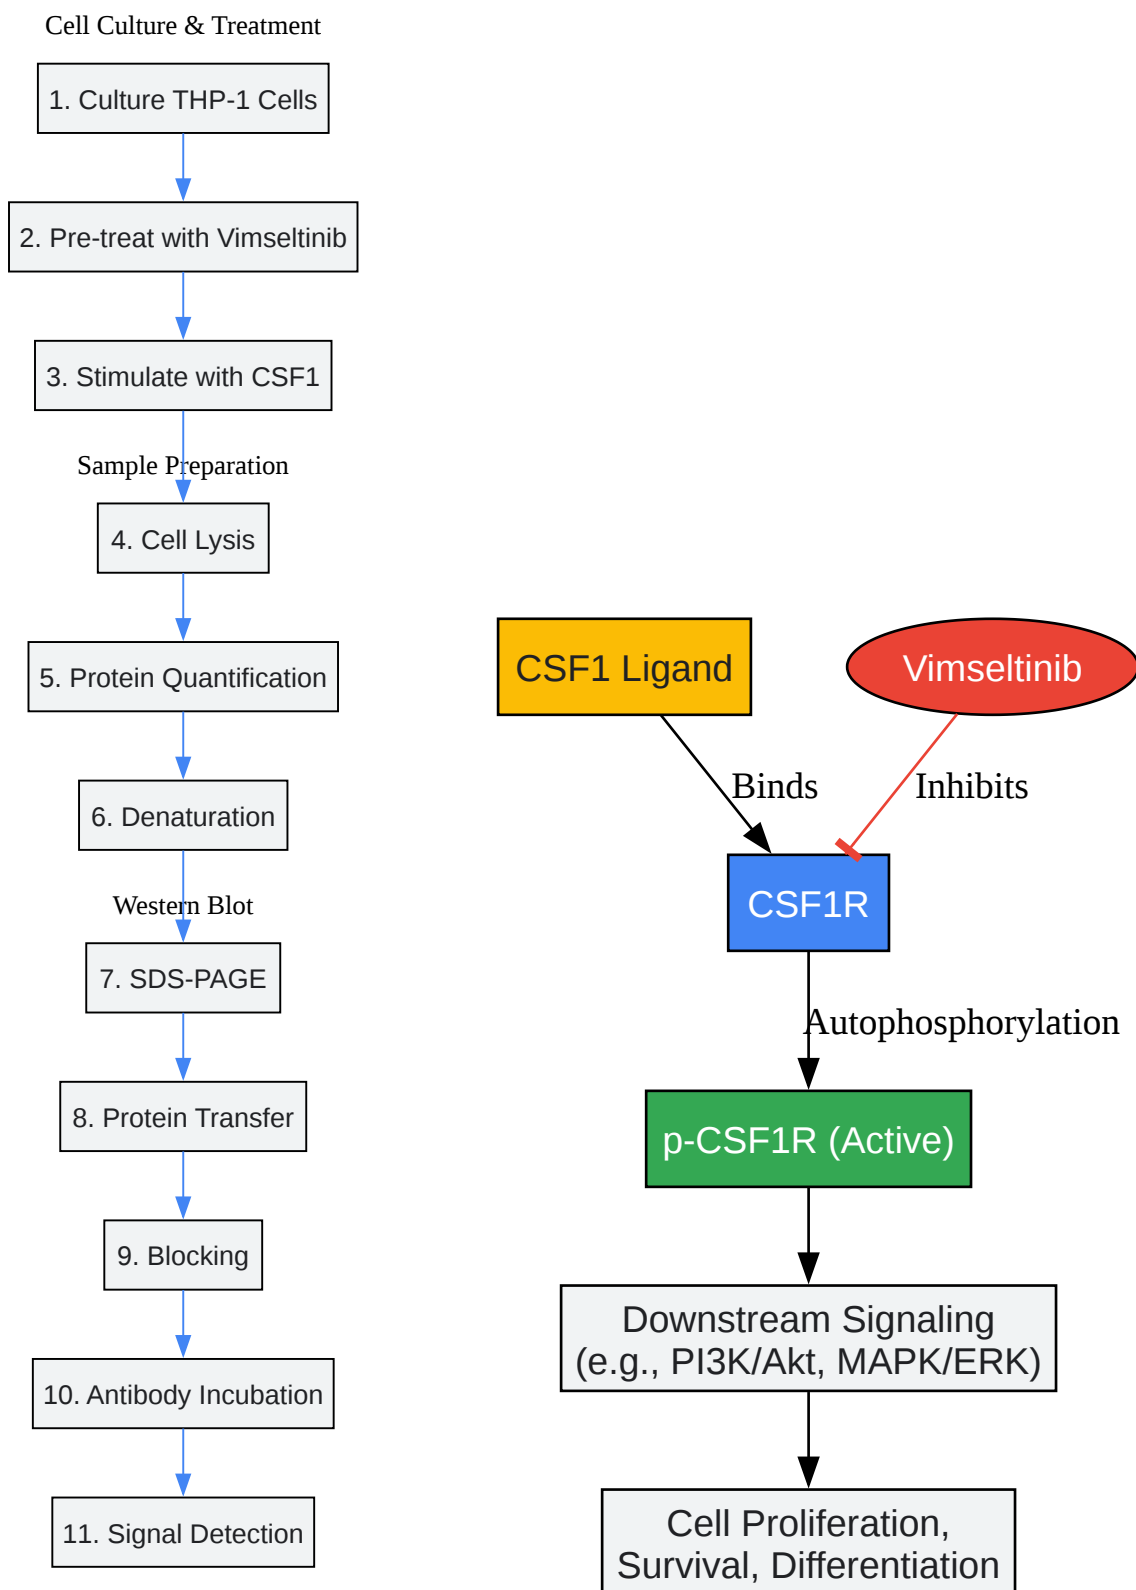 Cell Culture & Treatment
1. Culture THP-1 Cells
2. Pre-treat with Vimseltinib
3. Stimulate with CSF1
Sample Preparation
4. Cell Lysis
5. Protein Quantification
6. Denaturation
Western Blot
7. SDS-PAGE
8. Protein Transfer
9. Blocking
10. Antibody Incubation
11. Signal Detection
CSF1 Ligand
Vimseltinib
Binds
Inhibits
CSF1R
Autophosphorylation
p-CSF1R (Active)
Downstream Signaling
(e.g., PI3K/Akt, MAPK/ERK)
Cell Proliferation,
Survival, Differentiation